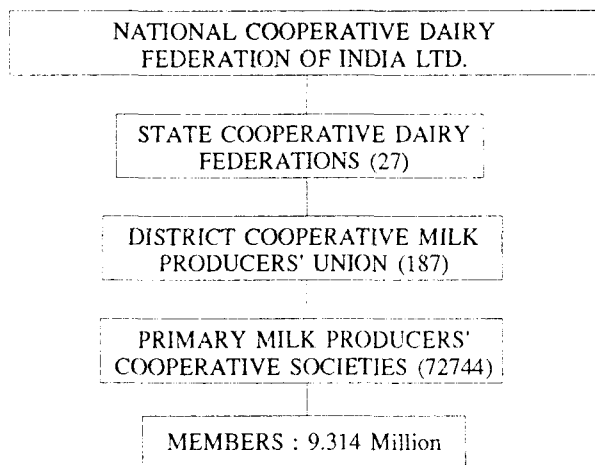 NATIONAL COOPERATIVE DAIRY
FEDERATION OF INDIA LTD.
STATE COOPERATIVE DAIRY
FEDERATIONS (27)
DISTRICT COOPERATIVE MILK
PRODUCERS' UNION (187)
PRIMARY MILK PRODUCERS'
COOPERATIVE SOCIETIES (72744)
MEMBERS : 9.314 Million